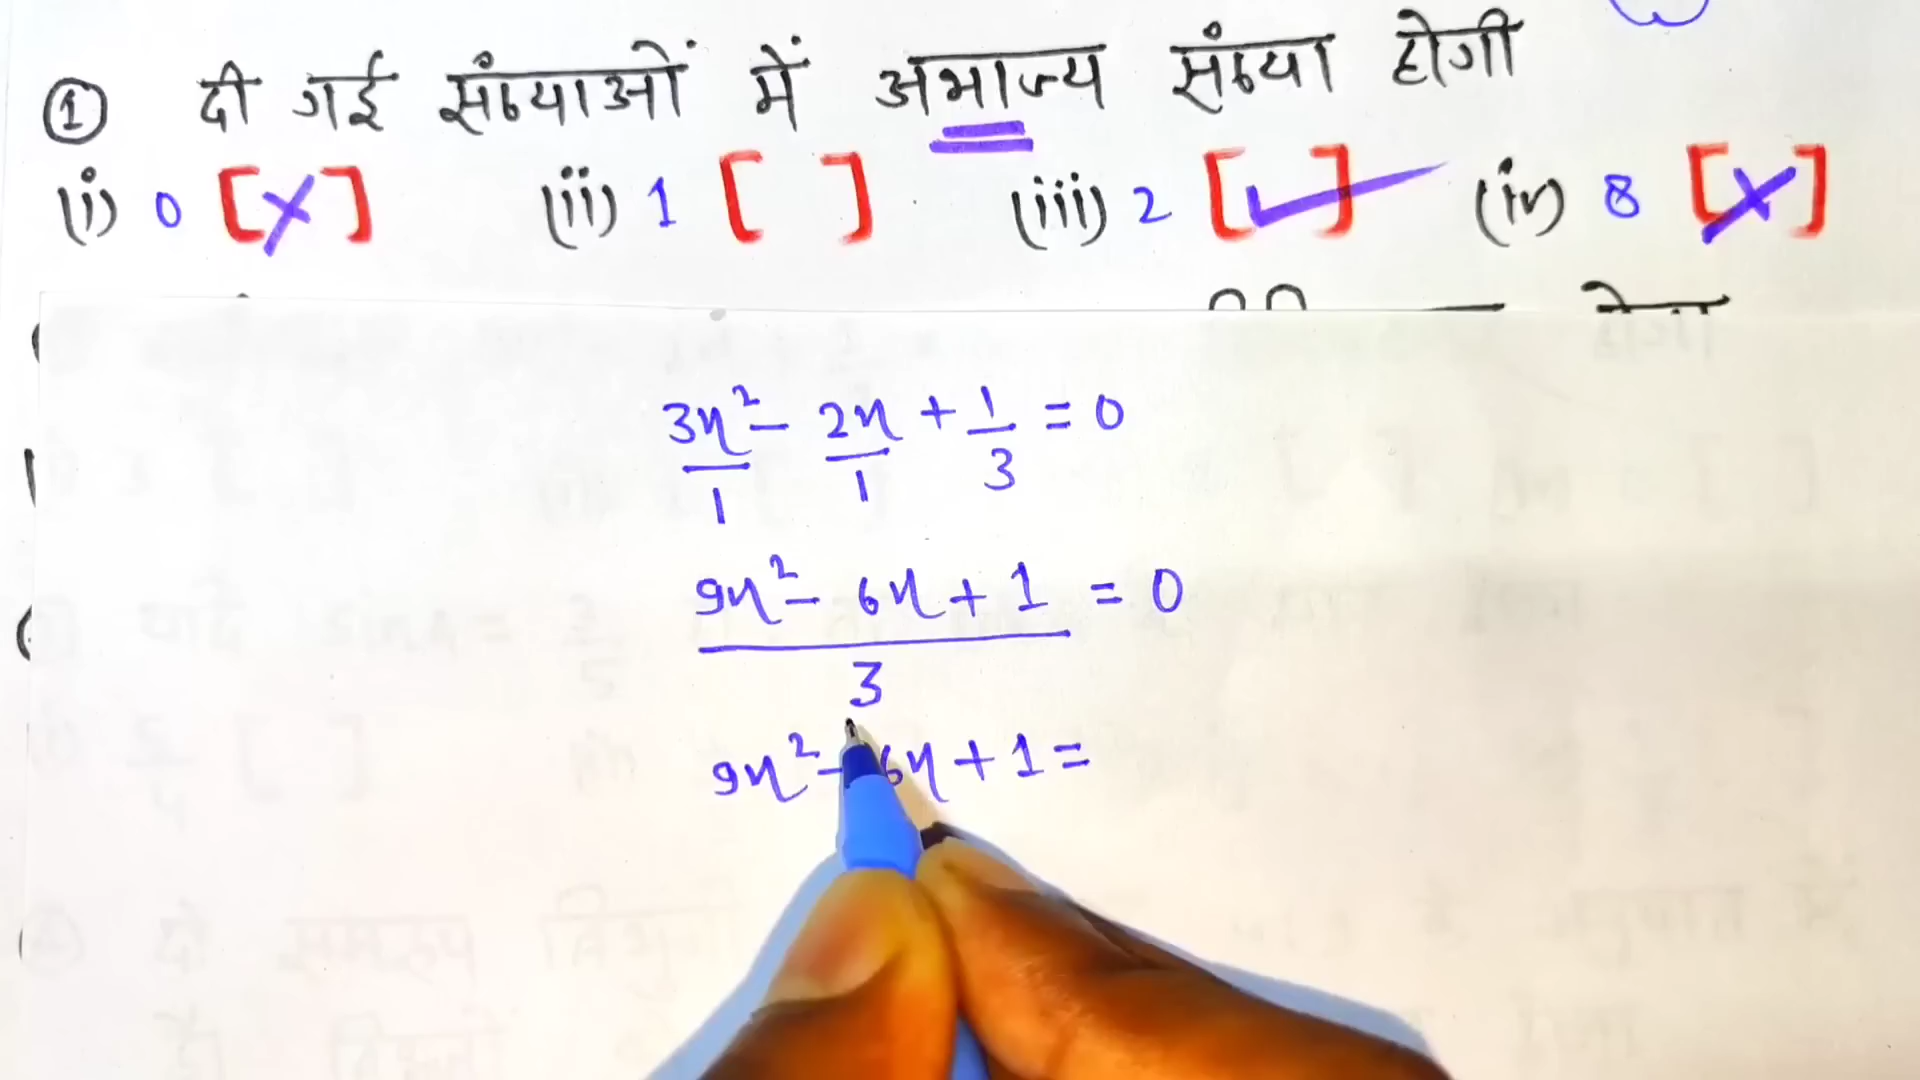 ① दी गई संख्याओं में अभाज्य संख्या होगी
(i) 0 [×] (ii) 1 [ ] (iii) 2 [✓] (iv) 8 [×]
3x²/1 - 2x/1 + 1/3 = 0
9x² - 6x + 1 / 3 = 0
9x² - 6x + 1 =